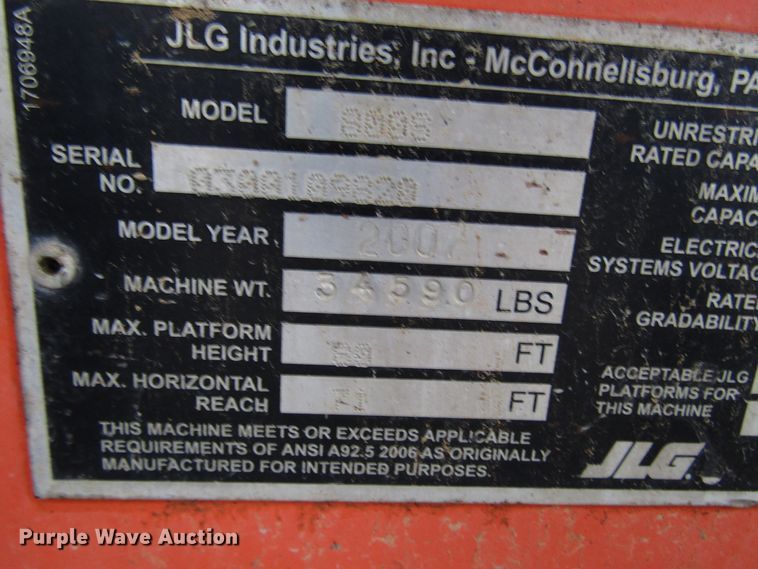 1706948A
JLG Industries, Inc - McConnellsburg, PA
MODEL
SERIAL
NO.
MODEL YEAR 2007
MACHINE WT. 34590 LBS
MAX. PLATFORM
HEIGHT FT
MAX. HORIZONTAL
REACH FT
THIS MACHINE MEETS OR EXCEEDS APPLICABLE
REQUIREMENTS OF ANSI A92.5 2006 AS ORIGINALLY
MANUFACTURED FOR INTENDED PURPOSES.
UNRESTRI
RATED CAPA
MAXIM
CAPAC
ELECTRIC
SYSTEMS VOLTAG
RATE
GRADABILITY
ACCEPTABLE JLG
PLATFORMS FOR
THIS MACHINE
JLG
Purple Wave Auction